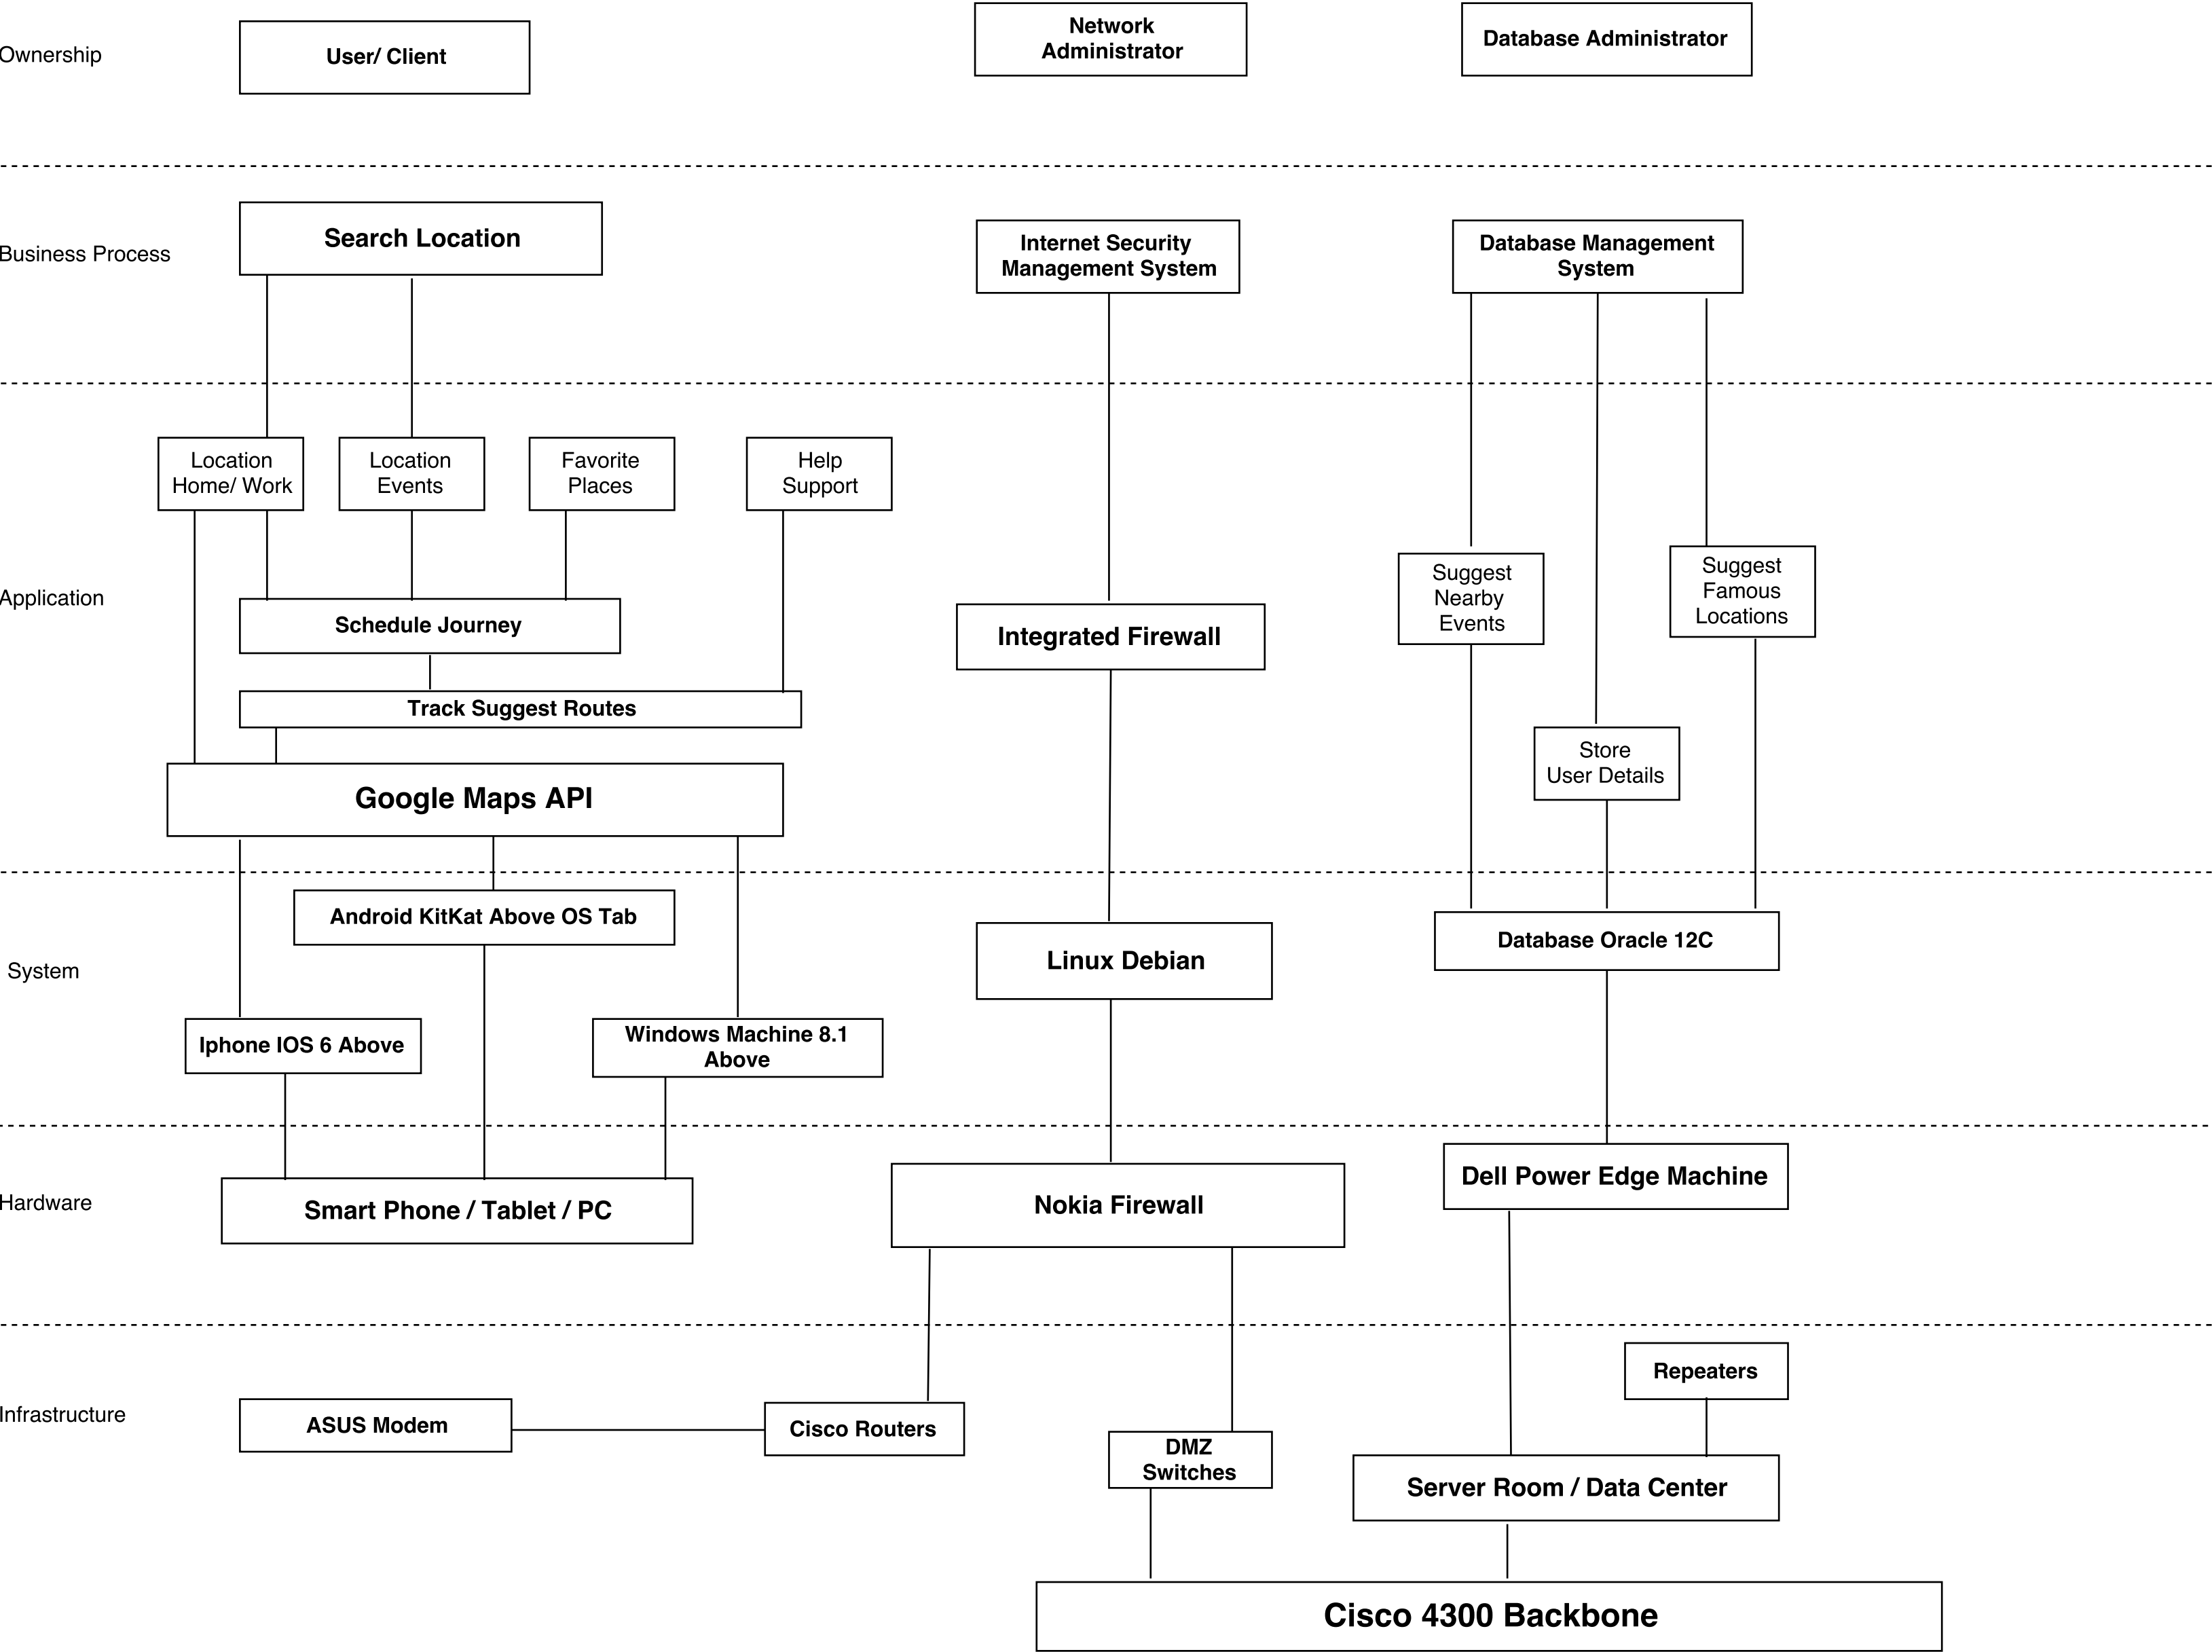 Ownership
User/ Client
Network
Administrator
Database Administrator
Business Process
Search Location
Internet Security
Management System
Database Management
System
Application
Location
Home/ Work
Location
Events
Favorite
Places
Help
Support
Suggest
Nearby
Events
Suggest
Famous
Locations
Schedule Journey
Integrated Firewall
Track Suggest Routes
Store
User Details
Google Maps API
System
Android KitKat Above OS Tab
Linux Debian
Database Oracle 12C
Iphone IOS 6 Above
Windows Machine 8.1
Above
Hardware
Smart Phone / Tablet / PC
Nokia Firewall
Dell Power Edge Machine
Infrastructure
Repeaters
ASUS Modem
Cisco Routers
DMZ
Switches
Server Room / Data Center
Cisco 4300 Backbone